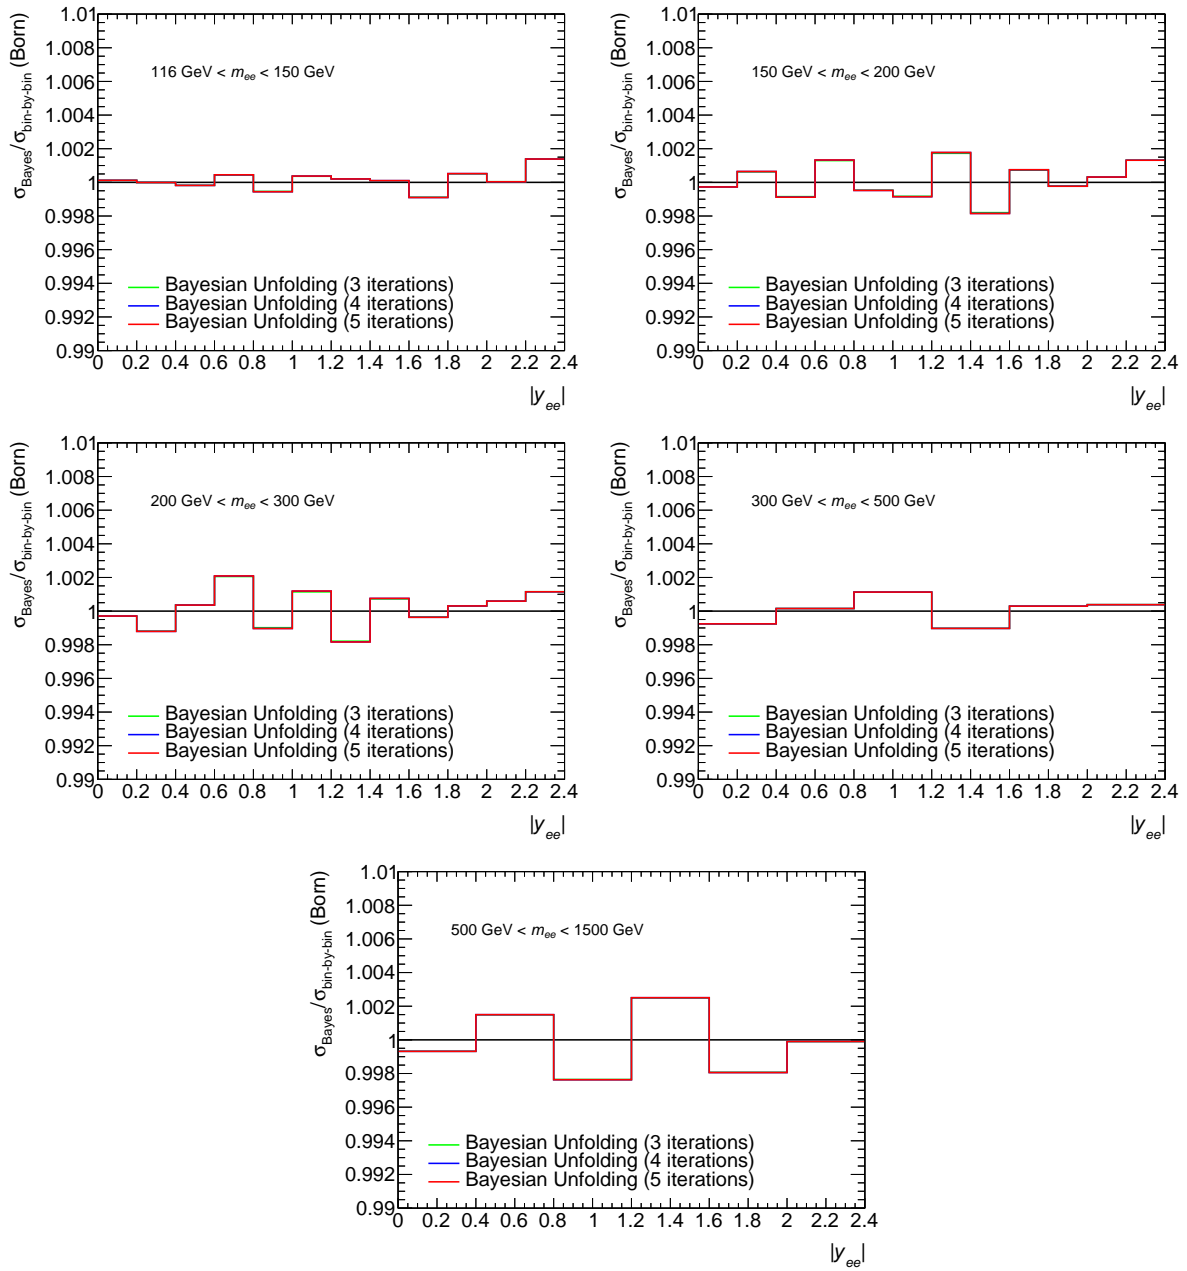 σBayes/σbin-by-bin (Born)
1.01
1.008
1.006
1.004
1.002
1
0.998
0.996
0.994
0.992
0.99
116 GeV < mee < 150 GeV
Bayesian Unfolding (3 iterations)
Bayesian Unfolding (4 iterations)
Bayesian Unfolding (5 iterations)
0 0.2 0.4 0.6 0.8 1 1.2 1.4 1.6 1.8 2 2.2 2.4
|yee|
σBayes/σbin-by-bin (Born)
1.01
1.008
1.006
1.004
1.002
1
0.998
0.996
0.994
0.992
0.99
150 GeV < mee < 200 GeV
Bayesian Unfolding (3 iterations)
Bayesian Unfolding (4 iterations)
Bayesian Unfolding (5 iterations)
0 0.2 0.4 0.6 0.8 1 1.2 1.4 1.6 1.8 2 2.2 2.4
|yee|
σBayes/σbin-by-bin (Born)
1.01
1.008
1.006
1.004
1.002
1
0.998
0.996
0.994
0.992
0.99
200 GeV < mee < 300 GeV
Bayesian Unfolding (3 iterations)
Bayesian Unfolding (4 iterations)
Bayesian Unfolding (5 iterations)
0 0.2 0.4 0.6 0.8 1 1.2 1.4 1.6 1.8 2 2.2 2.4
|yee|
σBayes/σbin-by-bin (Born)
1.01
1.008
1.006
1.004
1.002
1
0.998
0.996
0.994
0.992
0.99
300 GeV < mee < 500 GeV
Bayesian Unfolding (3 iterations)
Bayesian Unfolding (4 iterations)
Bayesian Unfolding (5 iterations)
0 0.2 0.4 0.6 0.8 1 1.2 1.4 1.6 1.8 2 2.2 2.4
|yee|
σBayes/σbin-by-bin (Born)
1.01
1.008
1.006
1.004
1.002
1
0.998
0.996
0.994
0.992
0.99
500 GeV < mee < 1500 GeV
Bayesian Unfolding (3 iterations)
Bayesian Unfolding (4 iterations)
Bayesian Unfolding (5 iterations)
0 0.2 0.4 0.6 0.8 1 1.2 1.4 1.6 1.8 2 2.2 2.4
|yee|